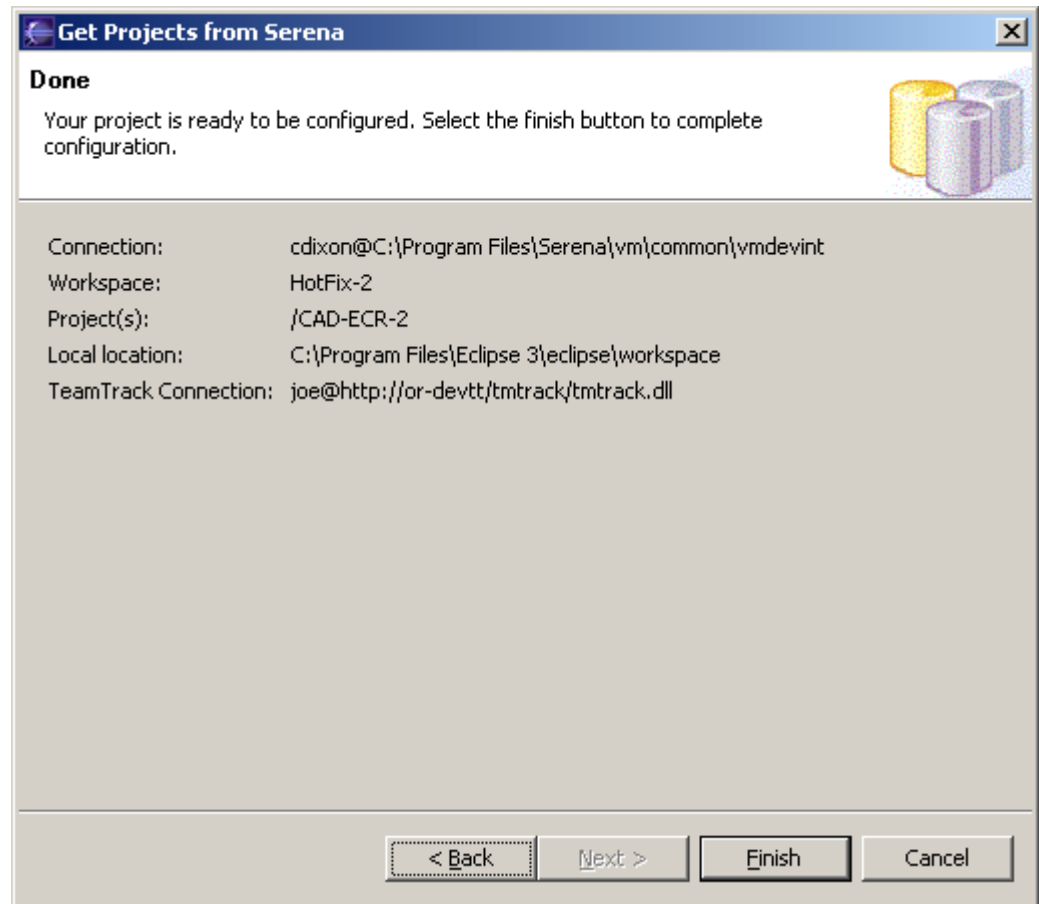 Get Projects from Serena
Done
Your project is ready to be configured. Select the finish button to complete
configuration.
Connection: cdixon@C:\Program Files\Serena\vm\common\vmdevint
Workspace: HotFix-2
Project(s): /CAD-ECR-2
Local location: C:\Program Files\Eclipse 3\eclipse\workspace
TeamTrack Connection: joe@http://or-devtt/tmtrack/tmtrack.dll
< Back Next > Finish Cancel